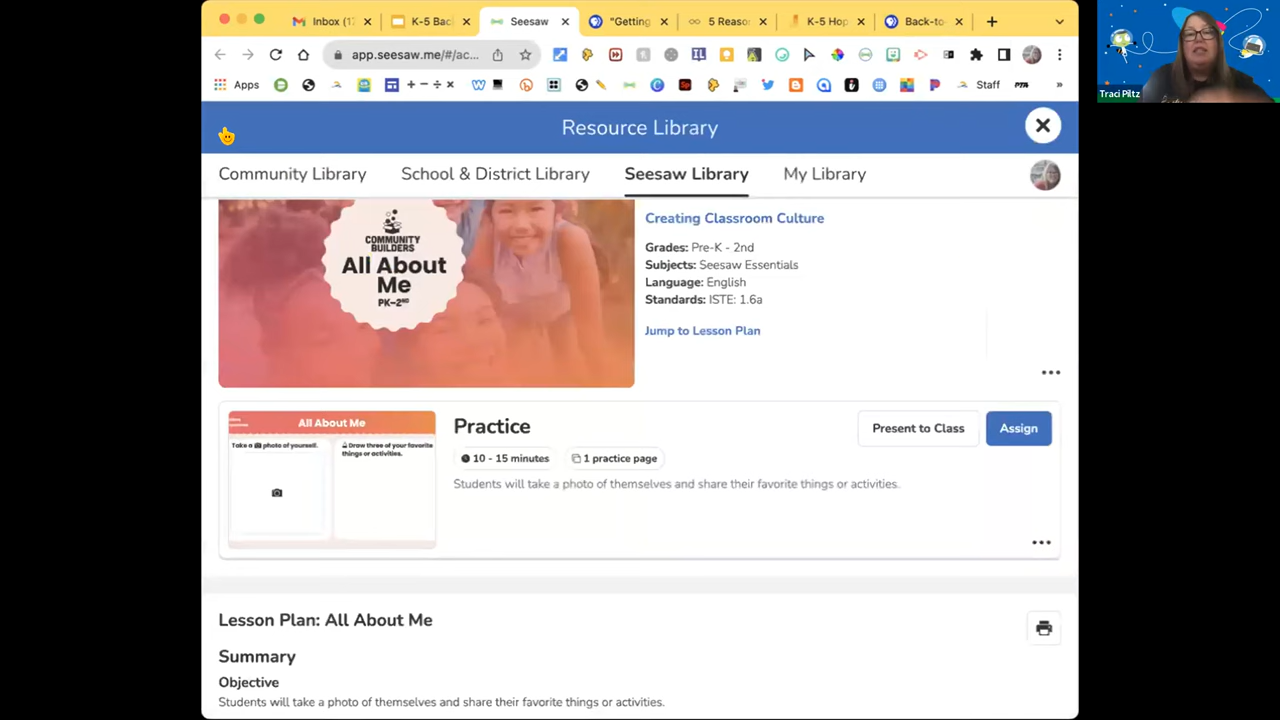 Inbox (1
K-5 Bac
Seesaw
"Getting
5 Reaso
K-5 Hop
Back-to-
app.seesaw.me/#/ac...
Apps
Staff
Traci Piltz
Resource Library
Community Library
School & District Library
Seesaw Library
My Library
COMMUNITY
BUILDERS
All About
Me
PK-2ND
Creating Classroom Culture
Grades: Pre-K - 2nd
Subjects: Seesaw Essentials
Language: English
Standards: ISTE: 1.6a
Jump to Lesson Plan
All About Me
Take a photo of yourself.
Draw three of your favorite
things or activities.
Practice
10 - 15 minutes
1 practice page
Students will take a photo of themselves and share their favorite things or activities.
Present to Class
Assign
Lesson Plan: All About Me
Summary
Objective
Students will take a photo of themselves and share their favorite things or activities.